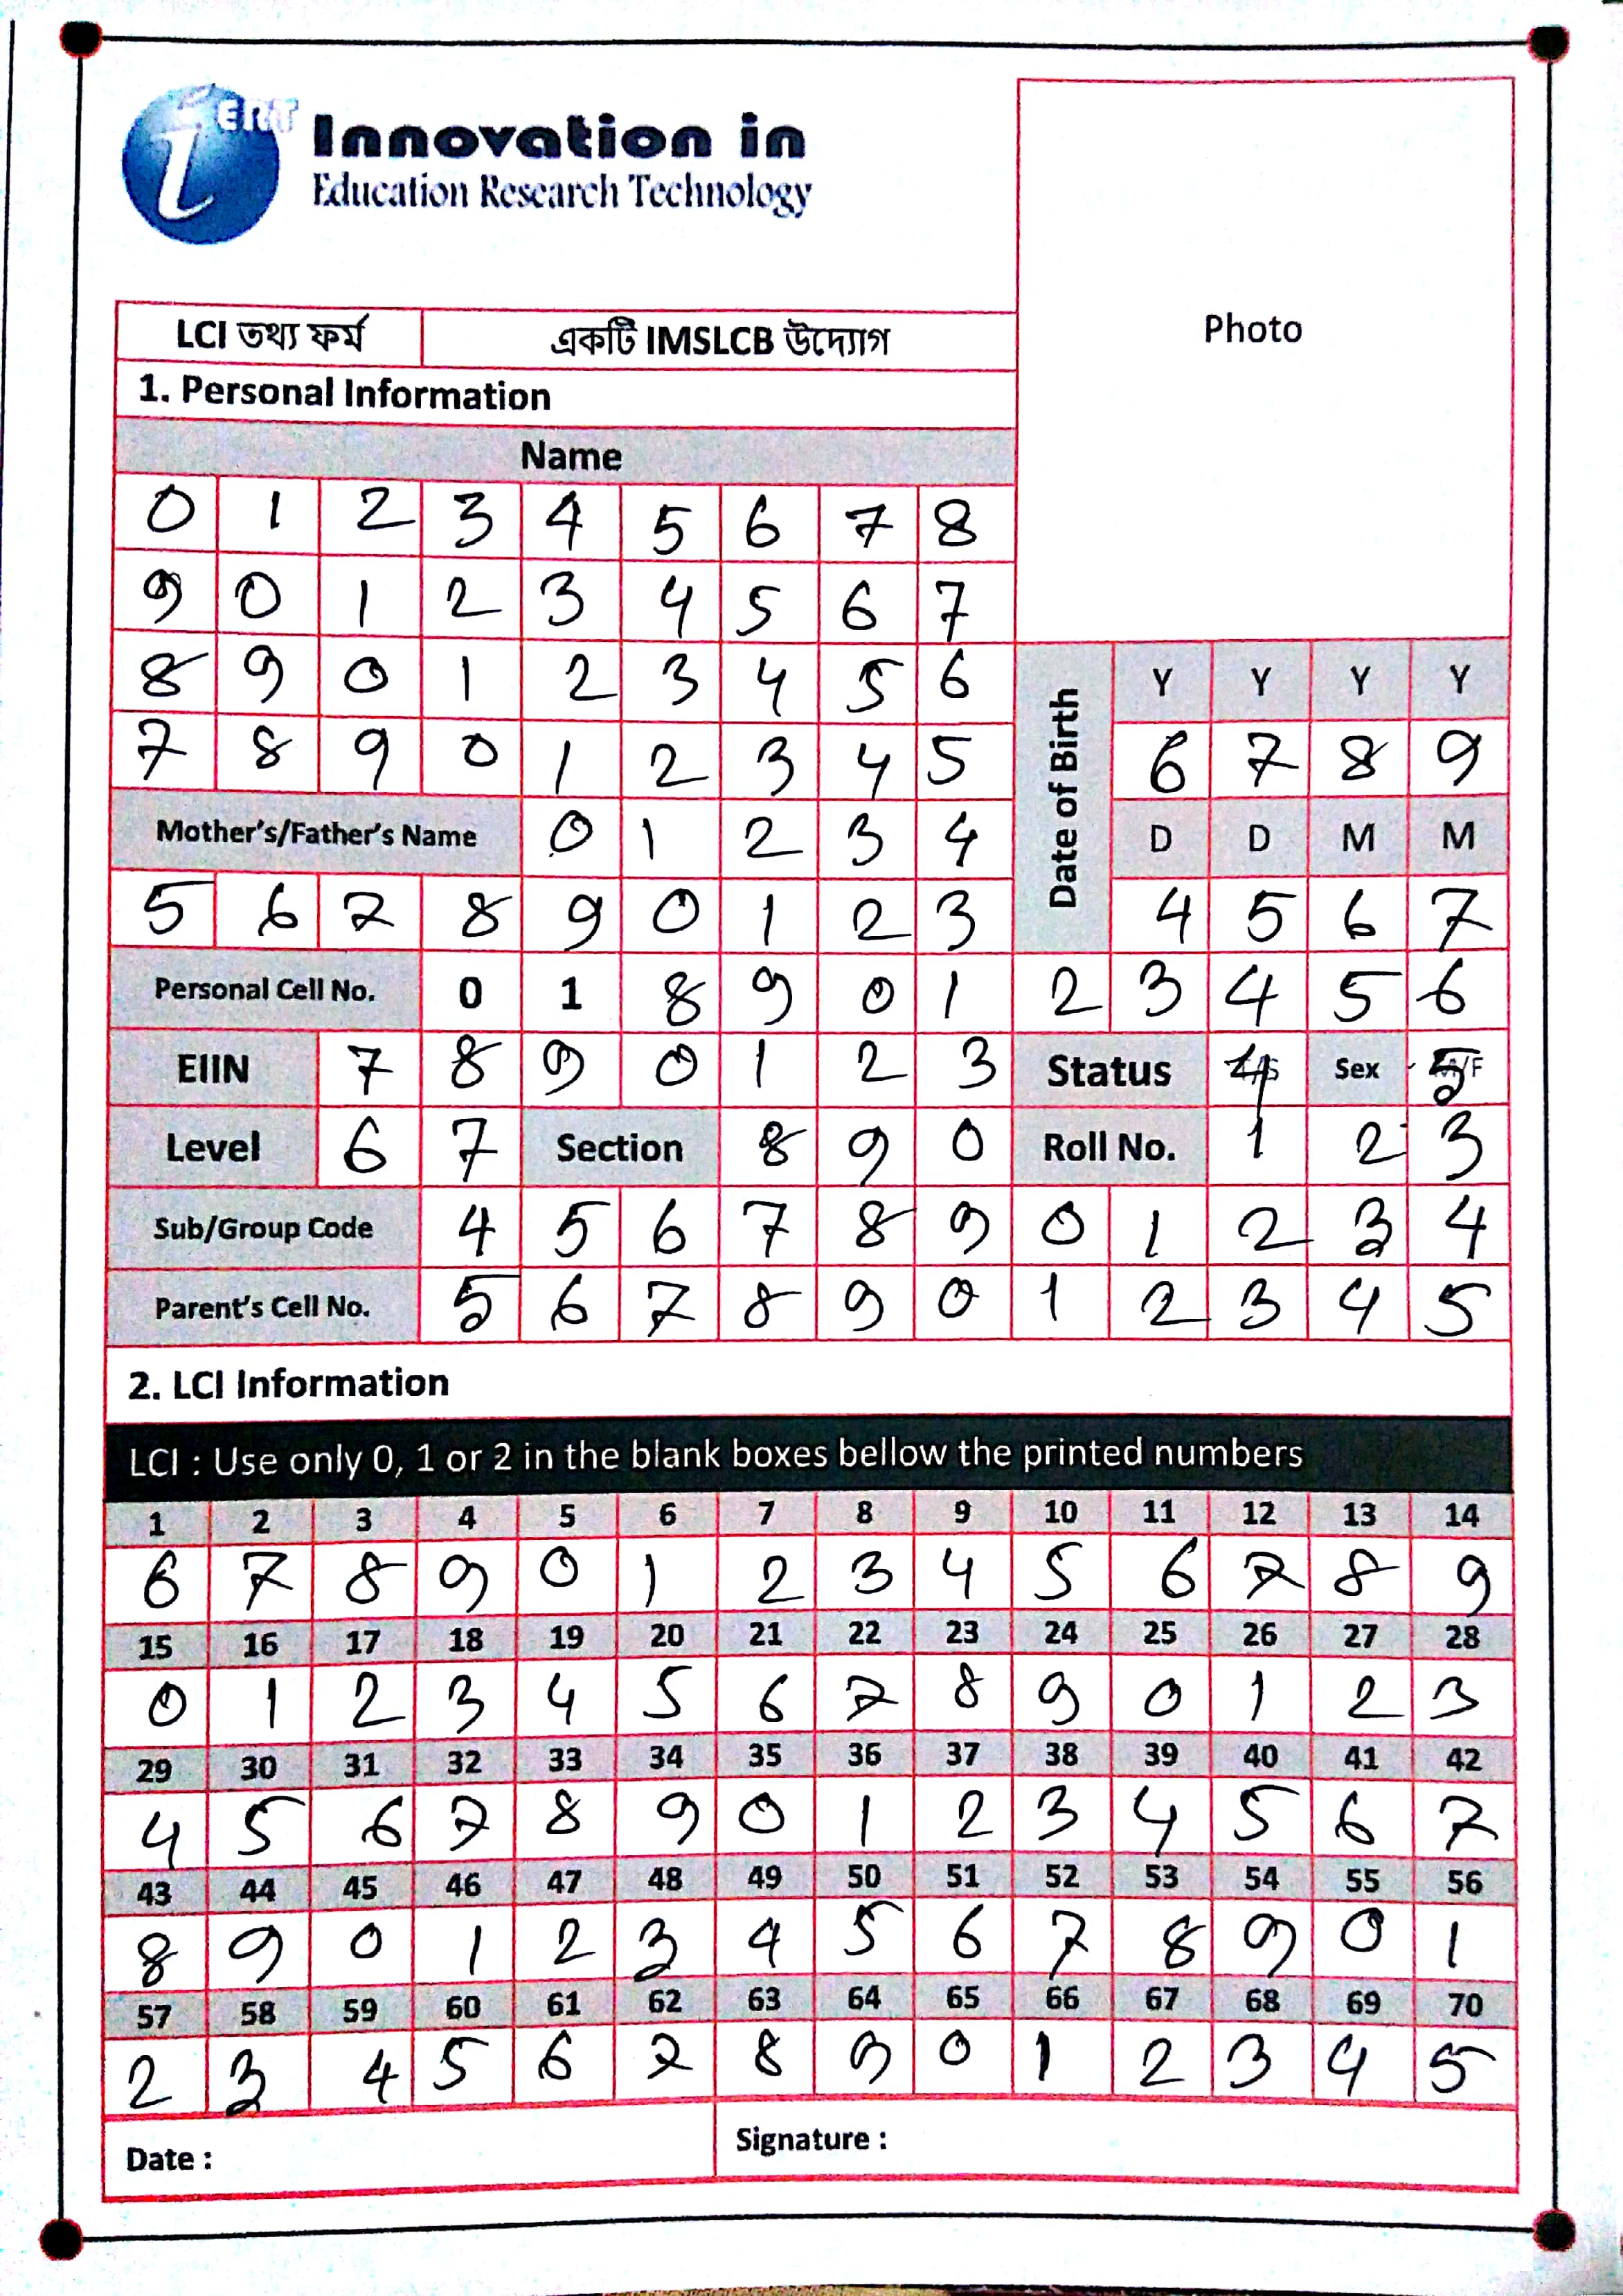 iERT
Innovation in
Education Research Technology
Photo
LCI তথ্য ফর্ম একটি IMSLCB উদ্যোগ
1. Personal Information
Name
0 1 2 3 4 5 6 7 8
9 0 1 2 3 4 5 6 7
8 9 0 1 2 3 4 5 6
Date of Birth Y Y Y Y
7 8 9 0 1 2 3 4 5 6 7 8 9
Mother's/Father's Name 0 1 2 3 4 D D M M
5 6 7 8 9 0 1 2 3 4 5 6 7
Personal Cell No. 0 1 8 9 0 1 2 3 4 5 6
EIIN 7 8 9 0 1 2 3 Status 4 Sex 5
Level 6 7 Section 8 9 0 Roll No. 1 2 3
Sub/Group Code 4 5 6 7 8 9 0 1 2 3 4
Parent's Cell No. 5 6 7 8 9 0 1 2 3 4 5
2. LCI Information
LCI : Use only 0, 1 or 2 in the blank boxes bellow the printed numbers
1 2 3 4 5 6 7 8 9 10 11 12 13 14
6 7 8 9 0 1 2 3 4 5 6 7 8 9
15 16 17 18 19 20 21 22 23 24 25 26 27 28
0 1 2 3 4 5 6 7 8 9 0 1 2 3
29 30 31 32 33 34 35 36 37 38 39 40 41 42
4 5 6 7 8 9 0 1 2 3 4 5 6 7
43 44 45 46 47 48 49 50 51 52 53 54 55 56
8 9 0 1 2 3 4 5 6 7 8 9 0 1
57 58 59 60 61 62 63 64 65 66 67 68 69 70
2 3 4 5 6 7 8 9 0 1 2 3 4 5
Date :
Signature :